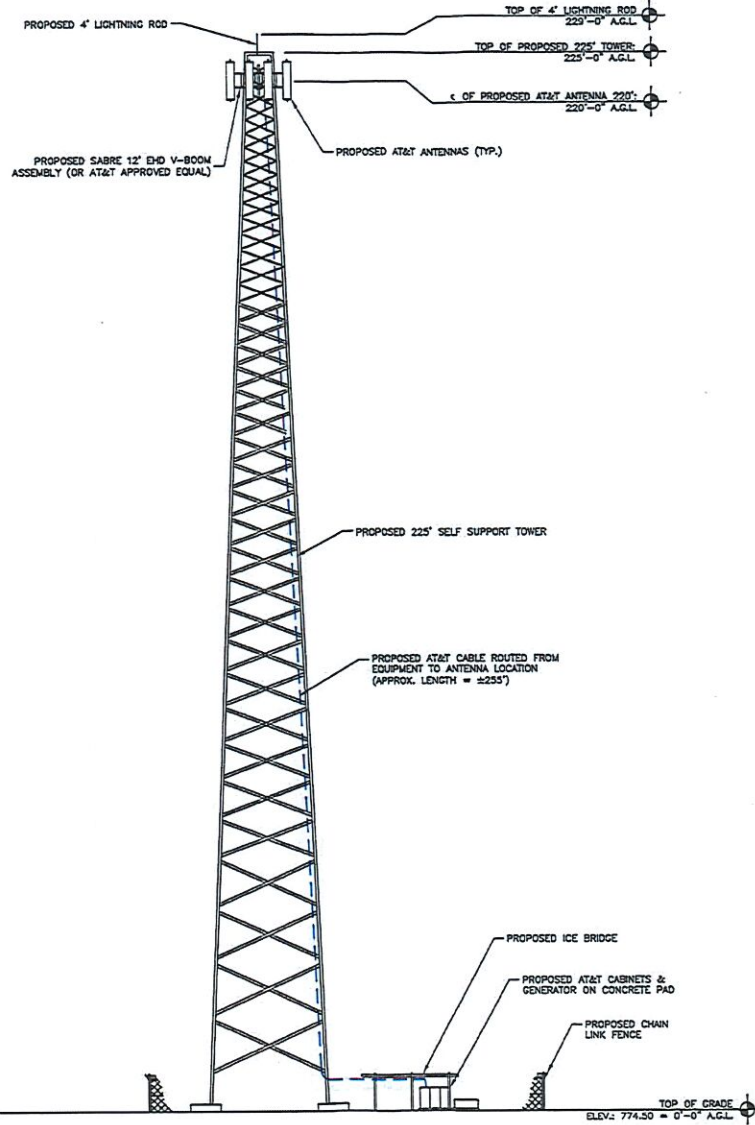 TOP OF 4' LIGHTNING ROD
229'-0" A.G.L.
PROPOSED 4' LIGHTNING ROD
TOP OF PROPOSED 225' TOWER:
225'-0" A.G.L.
℄ OF PROPOSED AT&T ANTENNA 220':
220'-0" A.G.L.
PROPOSED AT&T ANTENNAS (TYP.)
PROPOSED SABRE 12' EHD V-BOOM
ASSEMBLY (OR AT&T APPROVED EQUAL)
PROPOSED 225' SELF SUPPORT TOWER
PROPOSED AT&T CABLE ROUTED FROM
EQUIPMENT TO ANTENNA LOCATION
(APPROX. LENGTH = ±255')
PROPOSED ICE BRIDGE
PROPOSED AT&T CABINETS &
GENERATOR ON CONCRETE PAD
PROPOSED CHAIN
LINK FENCE
TOP OF GRADE
ELEV.: 774.50 = 0'-0" A.G.L.